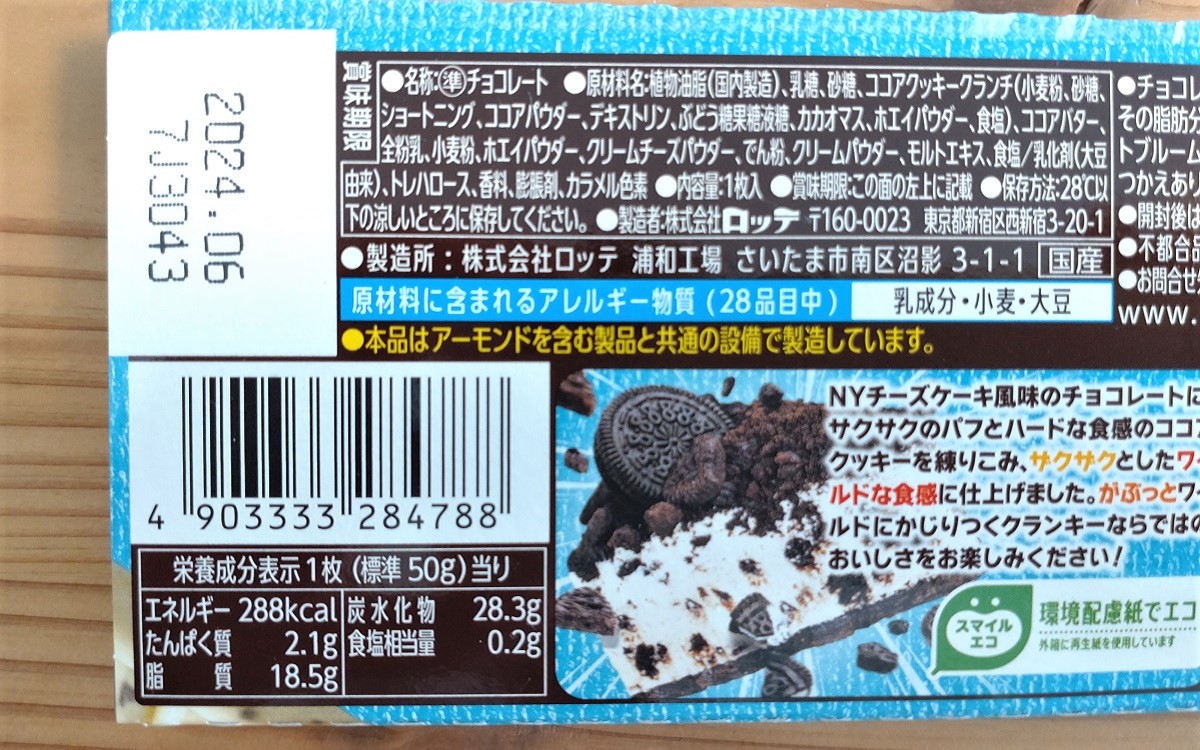 2024.06
7J3043
賞味期限
●名称:準チョコレート ●原材料名:植物油脂(国内製造)、乳糖、砂糖、ココアクッキークランチ(小麦粉、砂糖、
ショートニング、ココアパウダー、デキストリン、ぶどう糖果糖液糖、カカオマス、ホエイパウダー、食塩)、ココアバター、
全粉乳、小麦粉、ホエイパウダー、クリームチーズパウダー、でん粉、クリームパウダー、モルトエキス、食塩/乳化剤(大豆
由来)、トレハロース、香料、膨脹剤、カラメル色素 ●内容量:1枚入 ●賞味期限:この面の左上に記載 ●保存方法:28℃以
下の涼しいところに保存してください。 ●製造者:株式会社ロッテ 〒160-0023 東京都新宿区西新宿3-20-1
●製造所:株式会社ロッテ 浦和工場 さいたま市南区沼影 3-1-1 国産
原材料に含まれるアレルギー物質(28品目中) 乳成分・小麦・大豆
●本品はアーモンドを含む製品と共通の設備で製造しています。
●チョコレ
その脂肪分
トブルーム
つかえあり
●開封後は
●不都合品
●お問合せ
www.
4 903333 284788
栄養成分表示1枚(標準50g)当り
エネルギー 288kcal 炭水化物 28.3g
たんぱく質 2.1g 食塩相当量 0.2g
脂質 18.5g
NYチーズケーキ風味のチョコレートに
サクサクのパフとハードな食感のココア
クッキーを練りこみ、ザクザクとしたワー
ルドな食感に仕上げました。がぶっとワー
ルドにかじりつくクランキーならではの
おいしさをお楽しみください!
スマイル
エコ
環境配慮紙でエコ
外箱に再生紙を使用しています